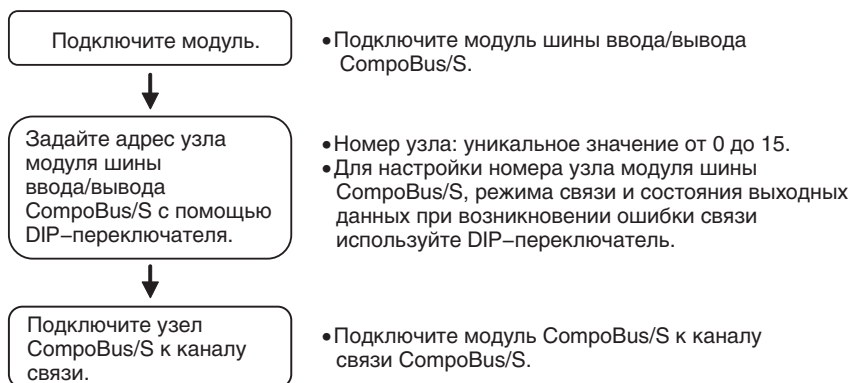 Подключите модуль.
•Подключите модуль шины ввода/вывода
CompoBus/S.
Задайте адрес узла
модуля шины
ввода/вывода
CompoBus/S с помощью
DIP−переключателя.
•Номер узла: уникальное значение от 0 до 15.
•Для настройки номера узла модуля шины
CompoBus/S, режима связи и состояния выходных
данных при возникновении ошибки связи
используйте DIP−переключатель.
Подключите узел
CompoBus/S к каналу
связи.
•Подключите модуль CompoBus/S к каналу
связи CompoBus/S.